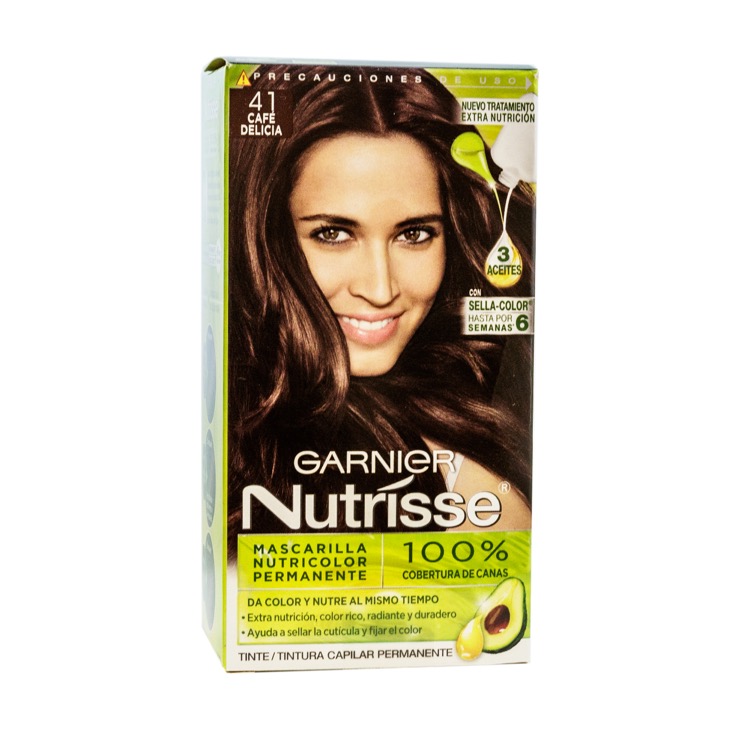 PRECAUCIONES DE USO
41
CAFÉ
DELICIA
NUEVO TRATAMIENTO
EXTRA NUTRICIÓN
3
ACEITES
CON
SELLA-COLOR*
HASTA POR 6
SEMANAS*
GARNIER
Nutrisse®
MASCARILLA
NUTRICOLOR
PERMANENTE
100%
COBERTURA DE CANAS
DA COLOR Y NUTRE AL MISMO TIEMPO
• Extra nutrición, color rico, radiante y duradero
• Ayuda a sellar la cutícula y fijar el color
TINTE / TINTURA CAPILAR PERMANENTE